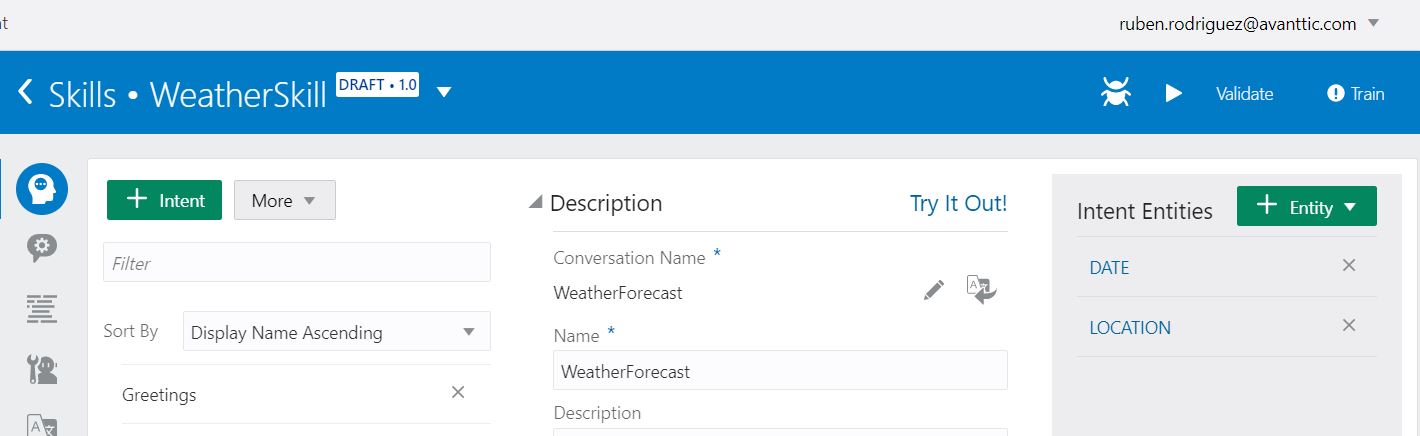 nt
ruben.rodriguez@avanttic.com
Skills • WeatherSkill DRAFT • 1.0
Validate
Train
Intent
More
Filter
Sort By
Display Name Ascending
Greetings
Description
Try It Out!
Conversation Name *
WeatherForecast
Name *
WeatherForecast
Description
Intent Entities
Entity
DATE
LOCATION